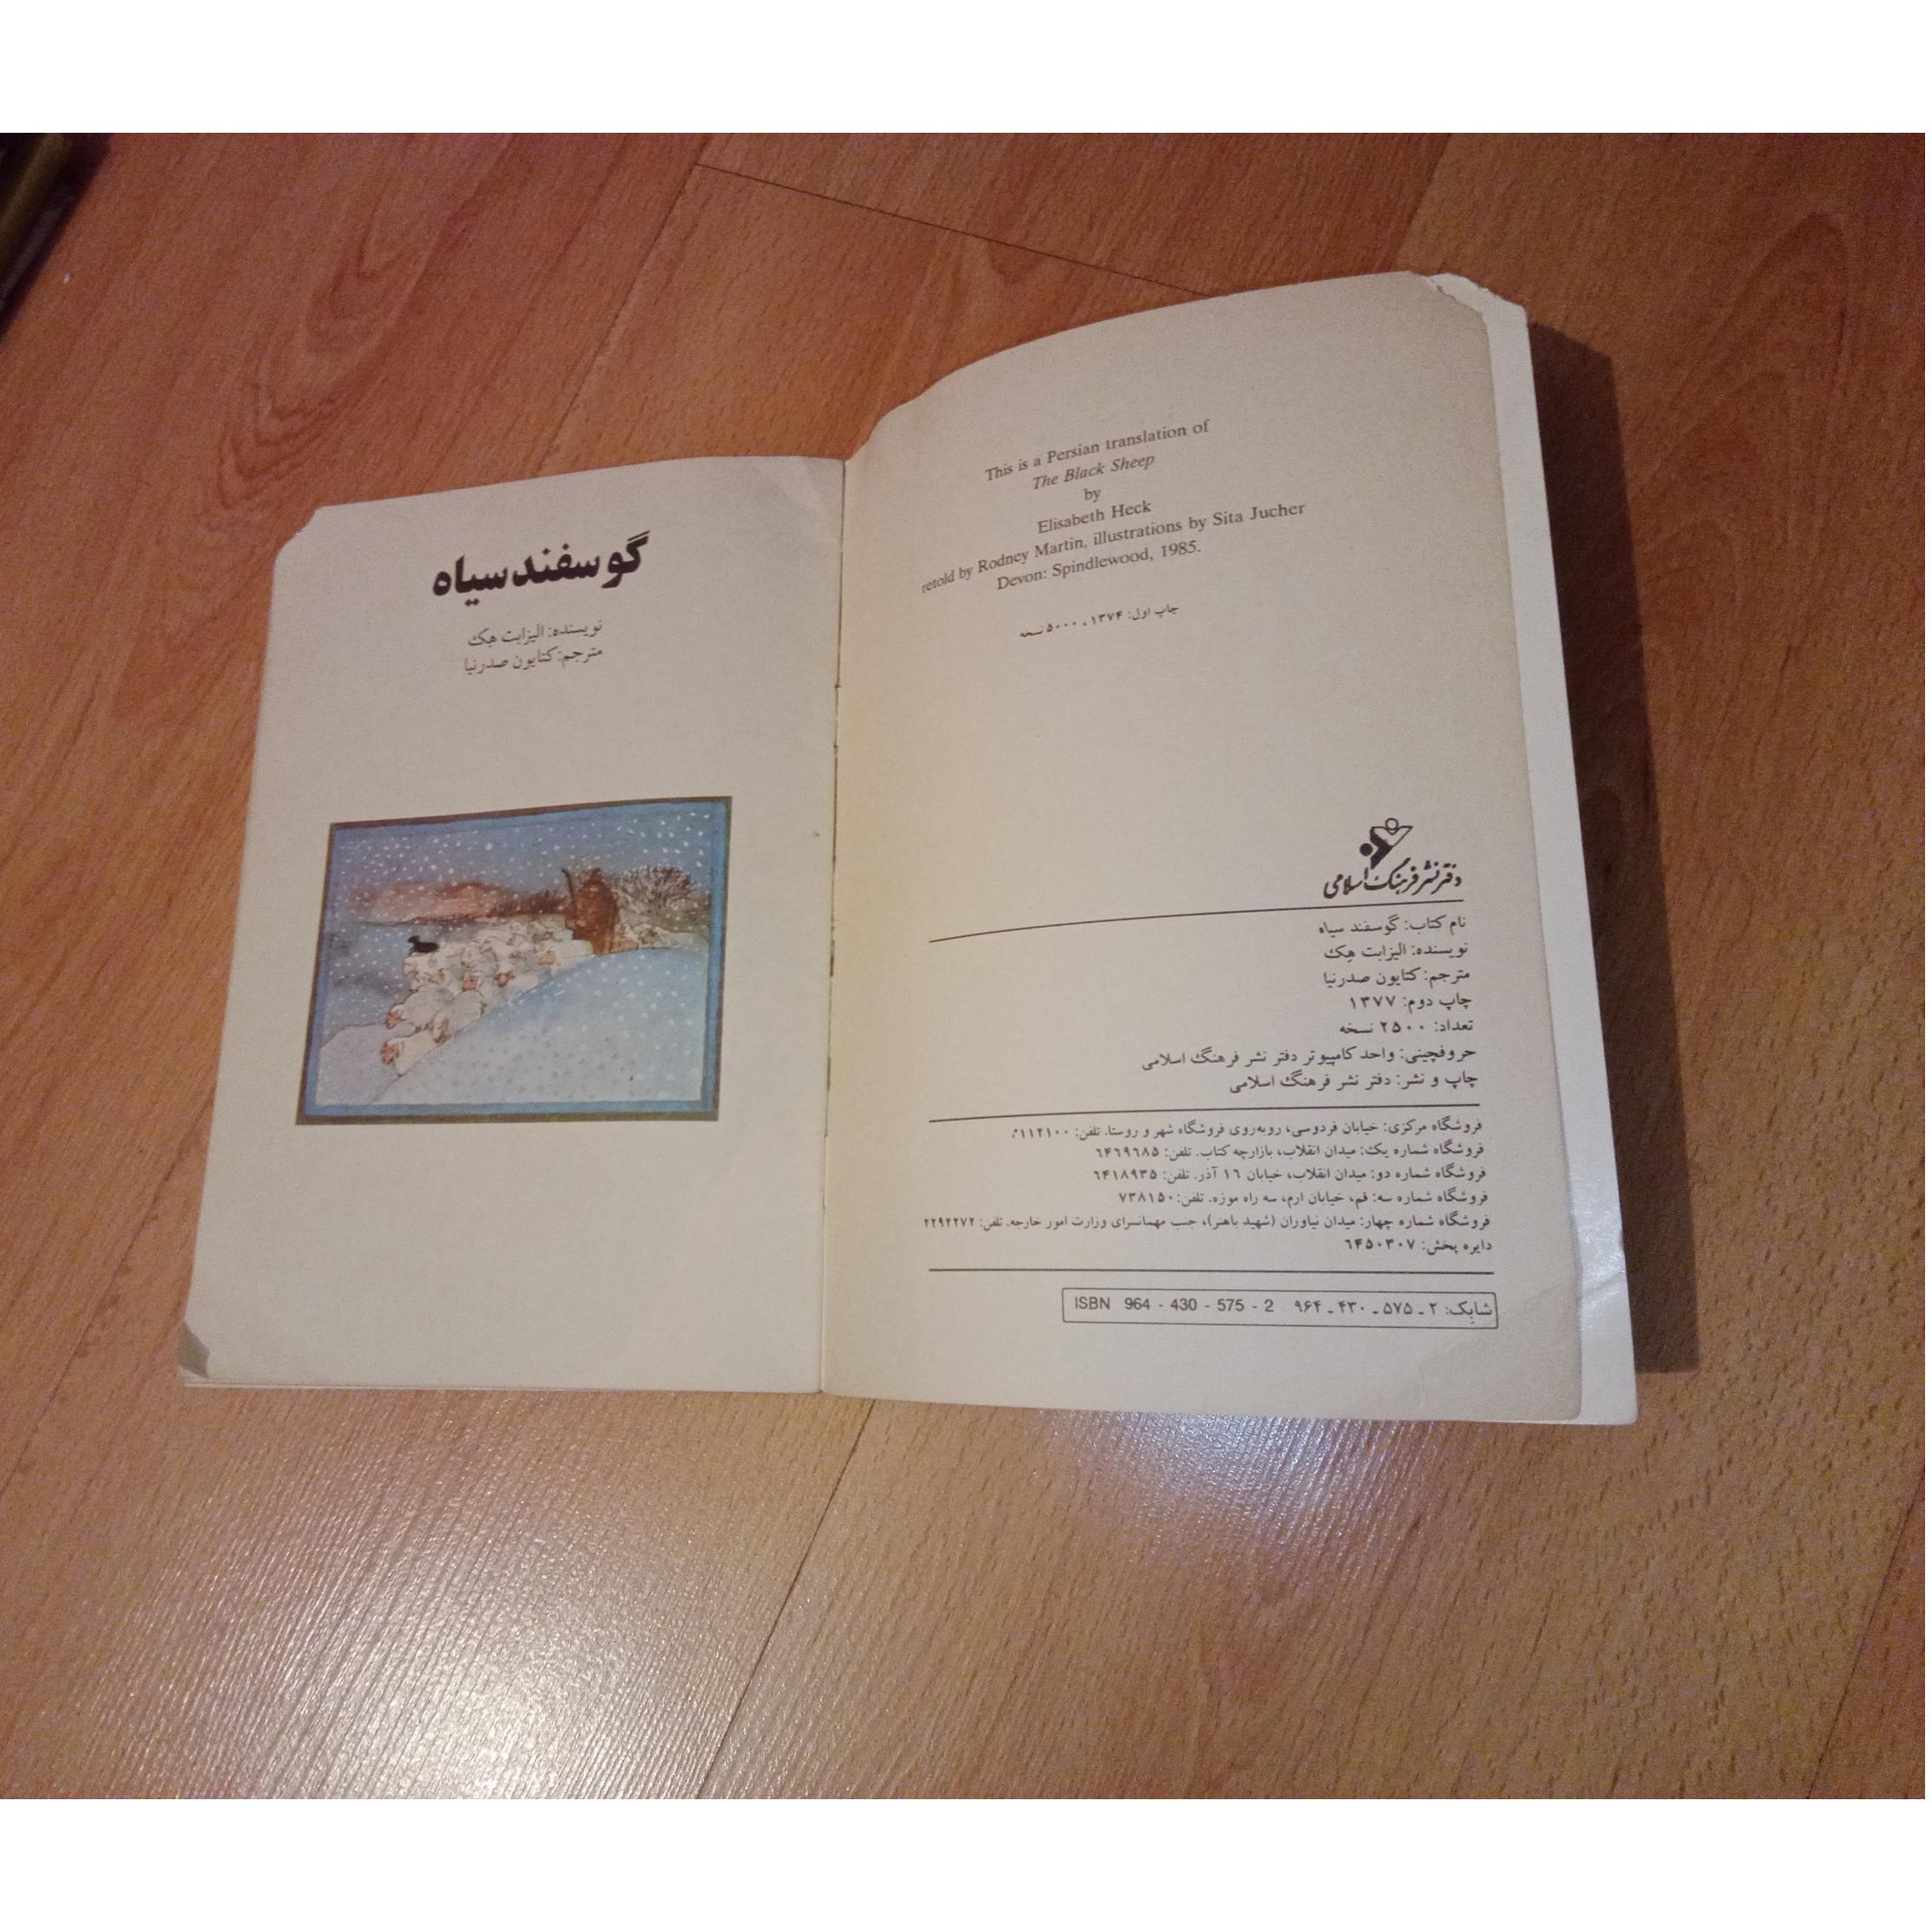 This is a Persian translation of
The Black Sheep
by
Elisabeth Heck
retold by Rodney Martin, illustrations by Sita Jucher
Devon: Spindlewood, 1985.
چاپ اول: ۱۳۷۴، ۵۰۰۰ نسخه
دفتر نشر فرهنگ اسلامی
نام کتاب: گوسفند سیاه
نویسنده: الیزابت هِک
مترجم: کتایون صدرنیا
چاپ دوم: ۱۳۷۷
تعداد: ۲۵۰۰ نسخه
حروفچینی: واحد کامپیوتر دفتر نشر فرهنگ اسلامی
چاپ و نشر: دفتر نشر فرهنگ اسلامی
فروشگاه مرکزی: خیابان فردوسی، روبه‌روی فروشگاه شهر و روستا. تلفن:
فروشگاه شماره یک: میدان انقلاب، بازارچه کتاب. تلفن: ۶۴۶۹۶۸۵
فروشگاه شماره دو: میدان انقلاب، خیابان ۱۶ آذر. تلفن: ۶۴۱۸۹۳۵
فروشگاه شماره سه: قم، خیابان ارم، سه راه موزه. تلفن: ۷۳۸۱۵۰
فروشگاه شماره چهار: میدان نیاوران (شهید باهنر)، جنب مهمانسرای وزارت امور خارجه. تلفن: ۲۲۹۲۲۷۲
دایره پخش: ۶۴۵۰۳۰۷
شابک: ۲ ـ ۵۷۵ ـ ۴۳۰ ـ ۹۶۴ ISBN 964 - 430 - 575 - 2
گوسفند سیاه
نویسنده: الیزابت هِک
مترجم: کتایون صدرنیا